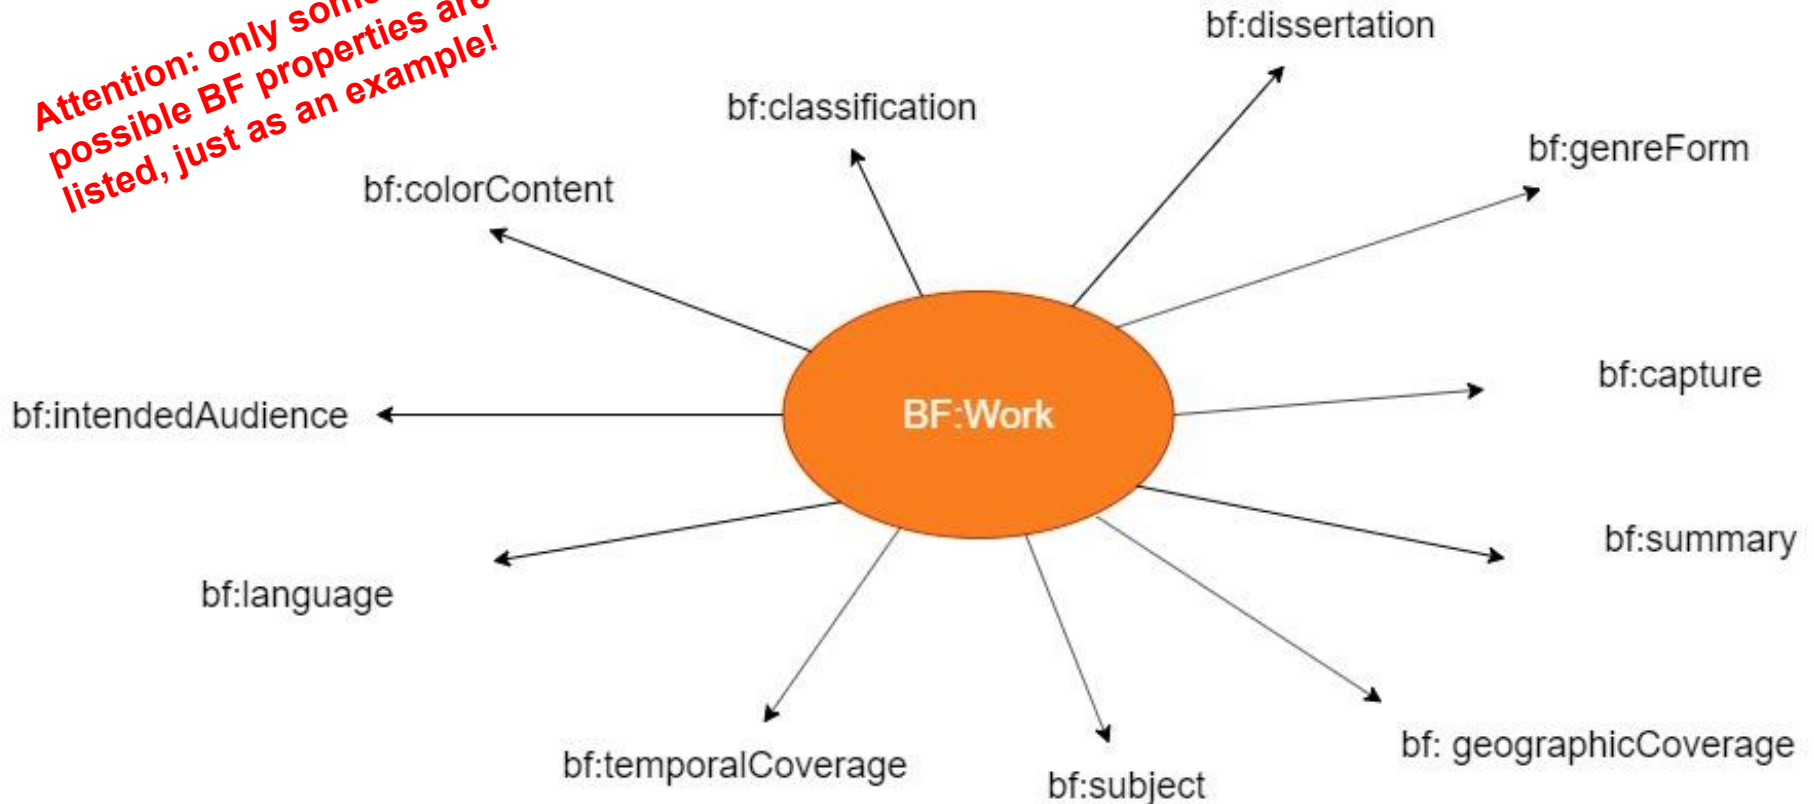 Attention: only some
possible BF properties are
listed, just as an example!
bf:dissertation
bf:classification
bf:genreForm
bf:colorContent
bf:capture
bf:intendedAudience
BF:Work
bf:summary
bf:language
bf:temporalCoverage
bf:subject
bf: geographicCoverage